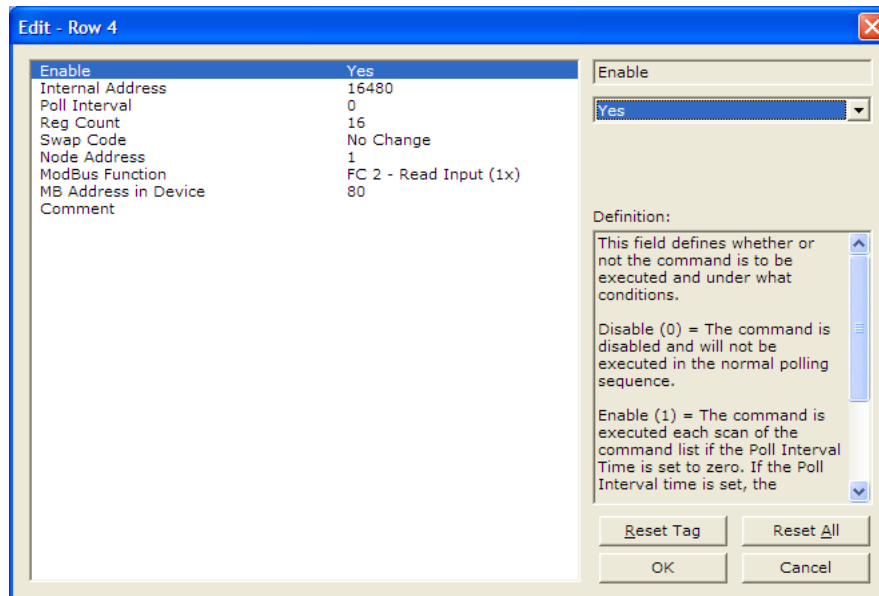 Edit - Row 4
Enable Yes
Internal Address 16480
Poll Interval 0
Reg Count 16
Swap Code No Change
Node Address 1
ModBus Function FC 2 - Read Input (1x)
MB Address in Device 80
Comment
Enable
Yes
Definition:
This field defines whether or
not the command is to be
executed and under what
conditions.
Disable (0) = The command is
disabled and will not be
executed in the normal polling
sequence.
Enable (1) = The command is
executed each scan of the
command list if the Poll Interval
Time is set to zero. If the Poll
Interval time is set, the
Reset Tag Reset All
OK Cancel